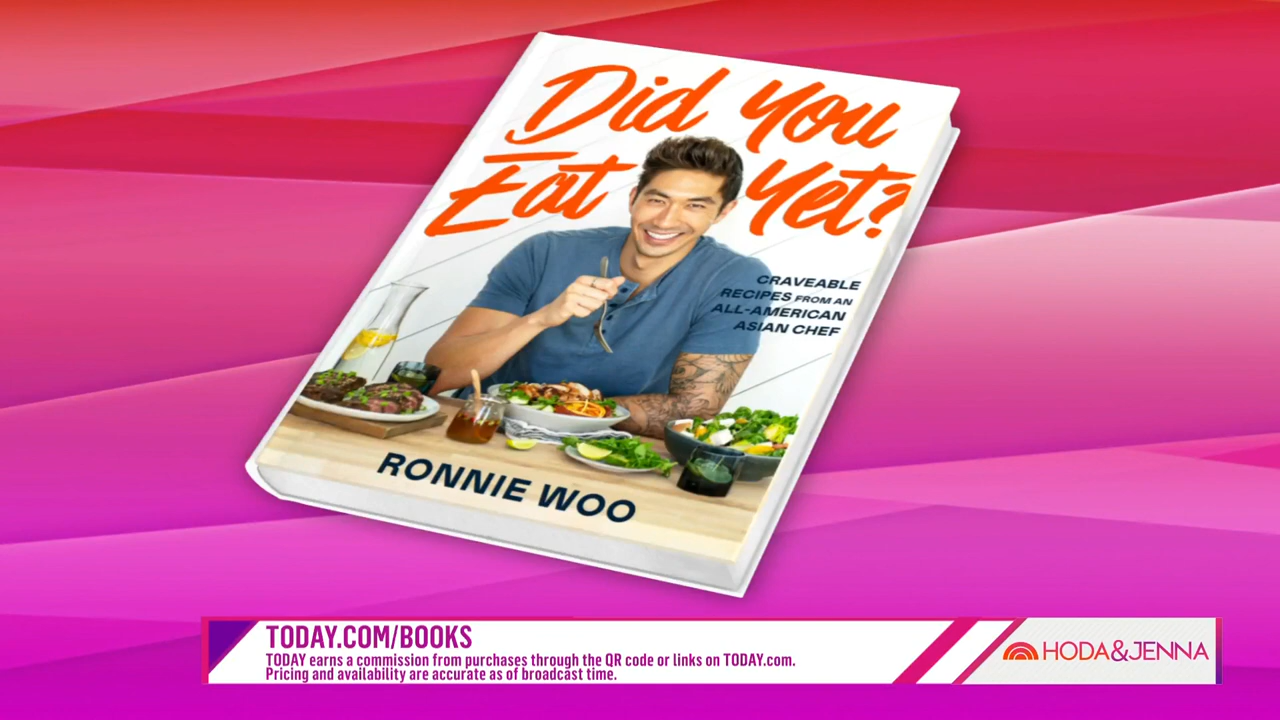 Did You
Eat Yet?
CRAVEABLE
RECIPES FROM AN
ALL-AMERICAN
ASIAN CHEF
RONNIE WOO
TODAY.COM/BOOKS
TODAY earns a commission from purchases through the QR code or links on TODAY.com.
Pricing and availability are accurate as of broadcast time.
HODA&JENNA